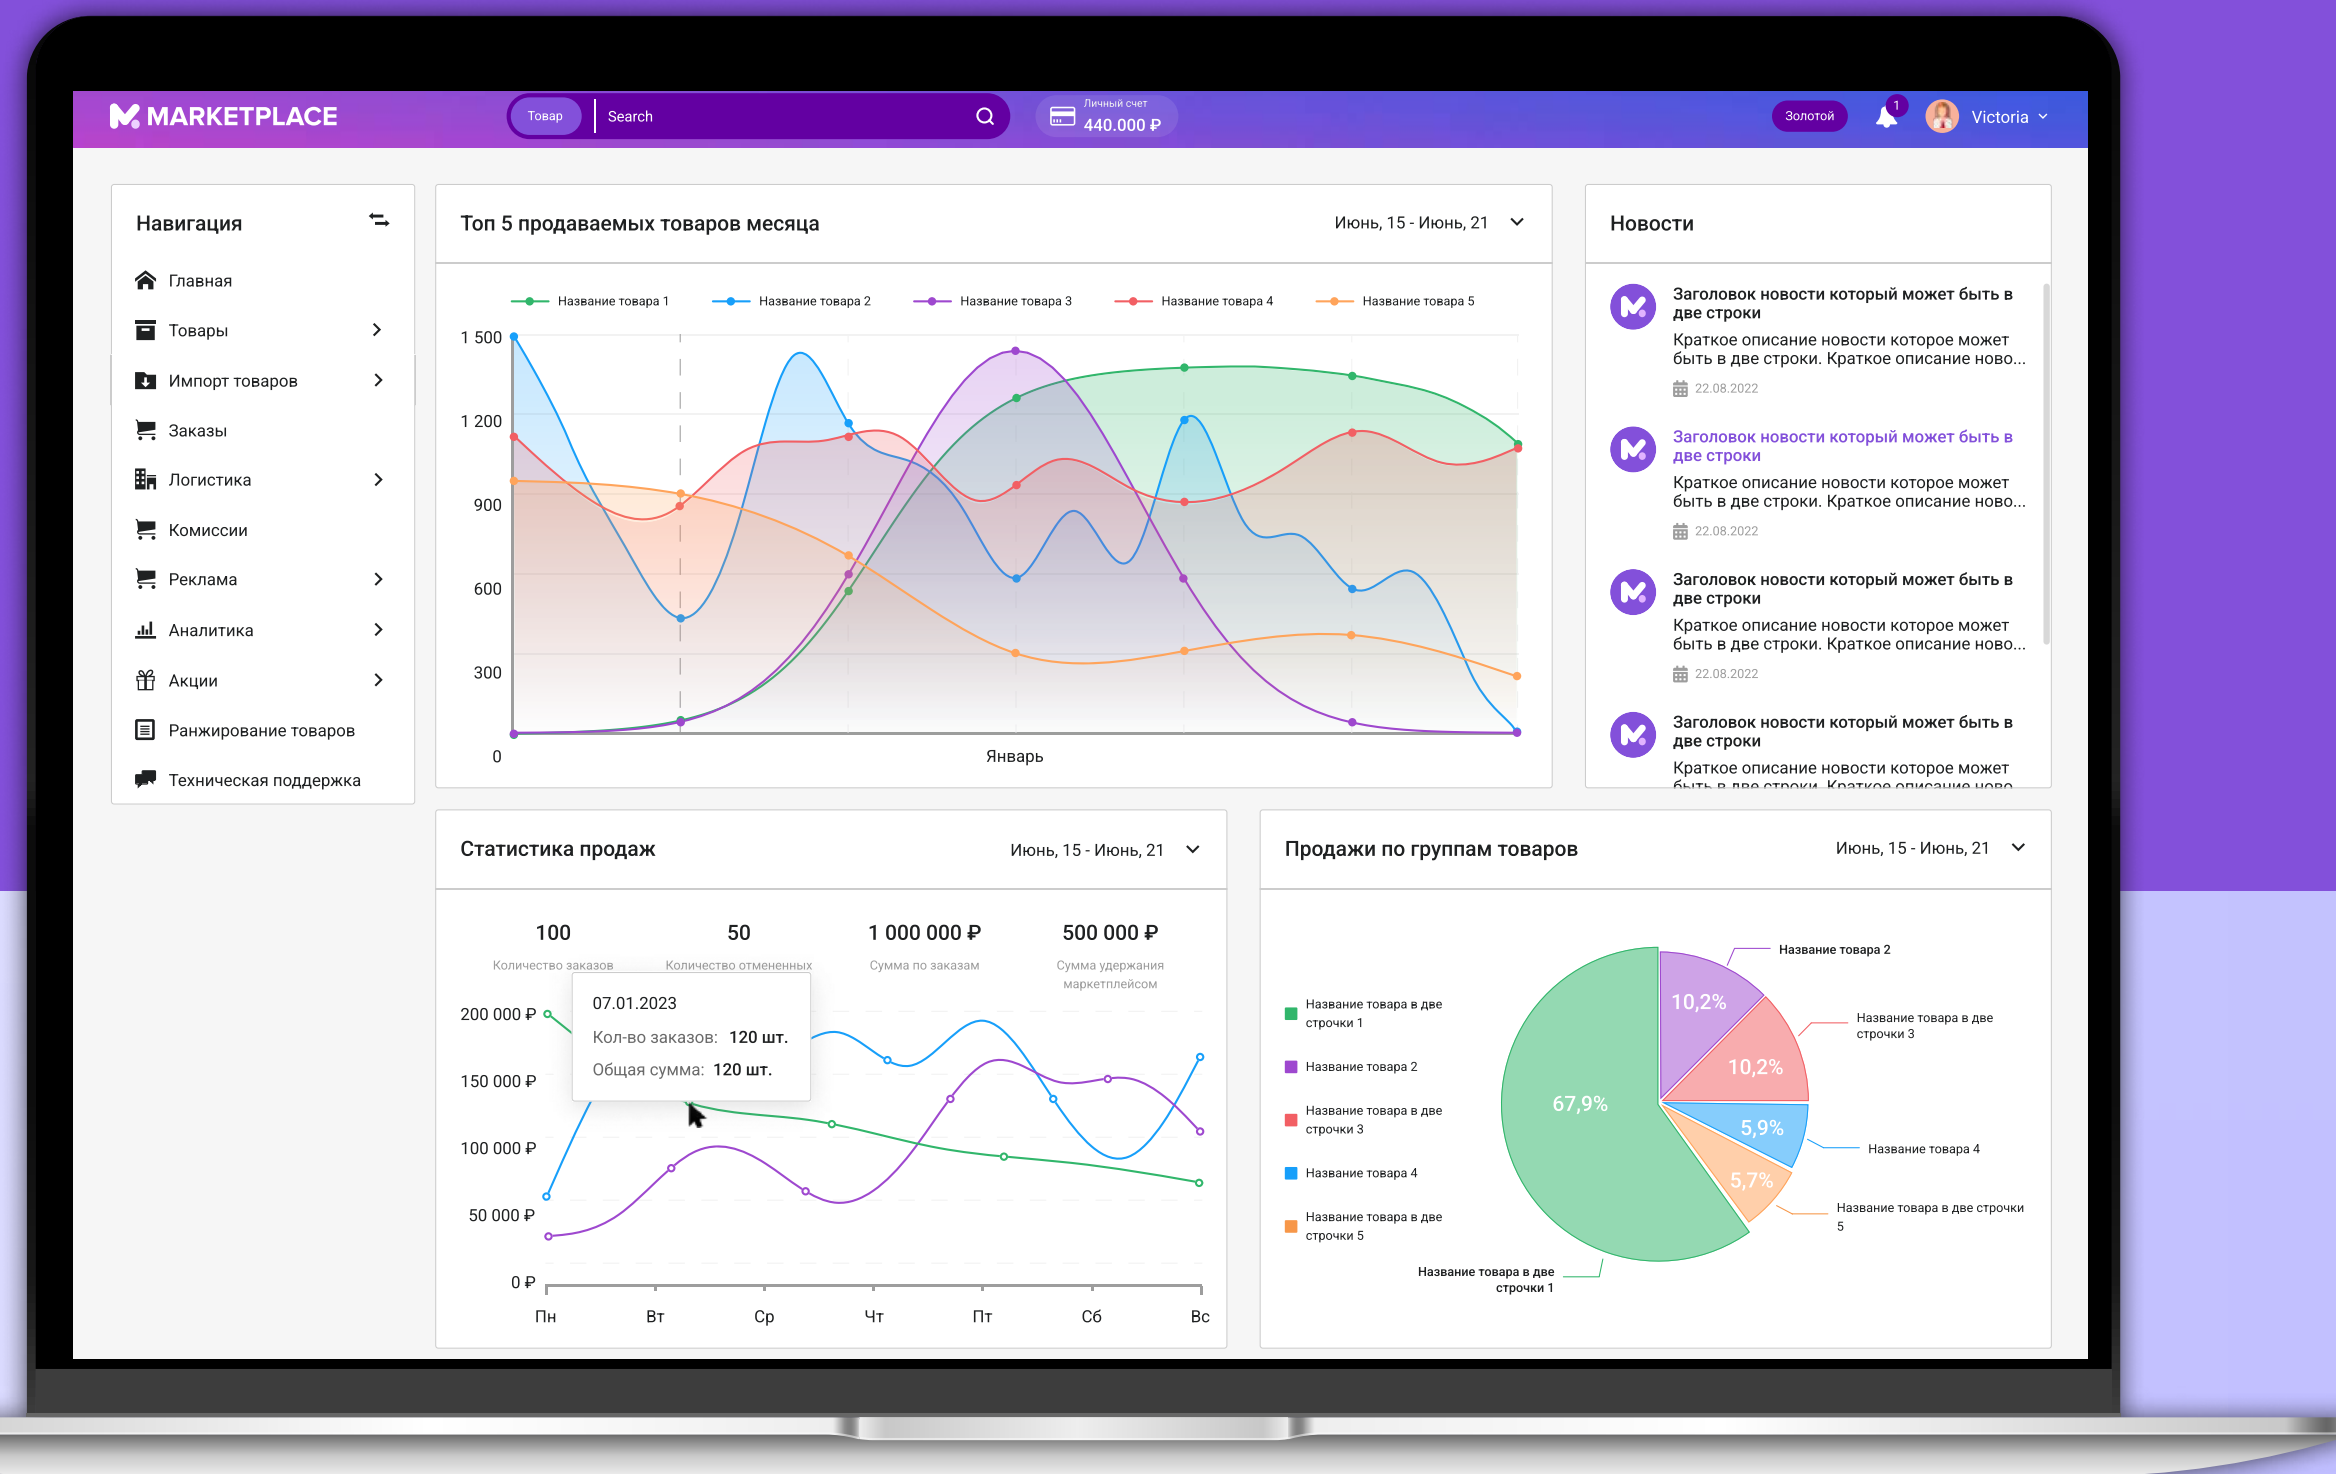 MARKETPLACE
Товар
Search
Личный счет
440.000 ₽
Золотой
1
Victoria
Навигация
Главная
Товары
Импорт товаров
Заказы
Логистика
Комиссии
Реклама
Аналитика
Акции
Ранжирование товаров
Техническая поддержка
Топ 5 продаваемых товаров месяца
Июнь, 15 - Июнь, 21
Название товара 1
Название товара 2
Название товара 3
Название товара 4
Название товара 5
1 500
1 200
900
600
300
0
Январь
Новости
Заголовок новости который может быть в
две строки
Краткое описание новости которое может
быть в две строки. Краткое описание ново...
22.08.2022
Заголовок новости который может быть в
две строки
Краткое описание новости которое может
быть в две строки. Краткое описание ново...
22.08.2022
Заголовок новости который может быть в
две строки
Краткое описание новости которое может
быть в две строки. Краткое описание ново...
22.08.2022
Заголовок новости который может быть в
две строки
Краткое описание новости которое может
быть в две строки. Краткое описание ново
Статистика продаж
Июнь, 15 - Июнь, 21
100
Количество заказов
50
Количество отмененных
1 000 000 ₽
Сумма по заказам
500 000 ₽
Сумма удержания
маркетплейсом
07.01.2023
Кол-во заказов: 120 шт.
Общая сумма: 120 шт.
200 000 ₽
150 000 ₽
100 000 ₽
50 000 ₽
0 ₽
Пн
Вт
Ср
Чт
Пт
Сб
Вс
Продажи по группам товаров
Июнь, 15 - Июнь, 21
Название товара в две
строчки 1
Название товара 2
Название товара в две
строчки 3
Название товара 4
Название товара в две
строчки 5
67,9%
10,2%
10,2%
5,9%
5,7%
Название товара 2
Название товара в две
строчки 3
Название товара 4
Название товара в две строчки
5
Название товара в две
строчки 1